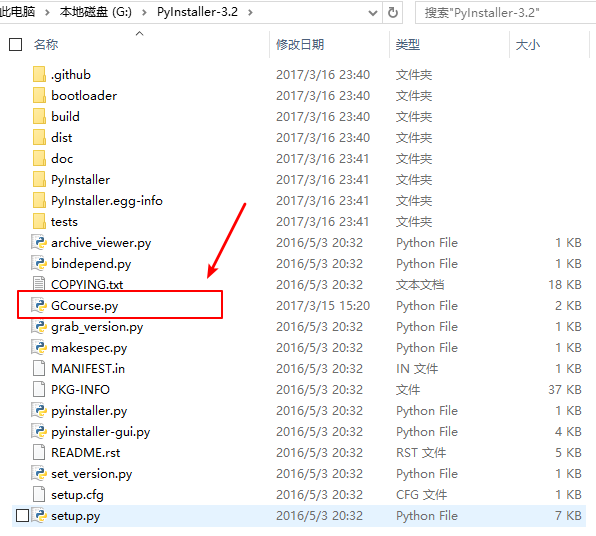 此电脑 › 本地磁盘 (G:) › PyInstaller-3.2 › 搜索"PyInstaller-3.2"
名称 修改日期 类型 大小
.github 2017/3/16 23:40 文件夹
bootloader 2017/3/16 23:40 文件夹
build 2017/3/16 23:40 文件夹
dist 2017/3/16 23:40 文件夹
doc 2017/3/16 23:41 文件夹
PyInstaller 2017/3/16 23:41 文件夹
PyInstaller.egg-info 2017/3/16 23:41 文件夹
tests 2017/3/16 23:41 文件夹
archive_viewer.py 2016/5/3 20:32 Python File 1 KB
bindepend.py 2016/5/3 20:32 Python File 1 KB
COPYING.txt 2016/5/3 20:32 文本文档 18 KB
GCourse.py 2017/3/15 15:20 Python File 2 KB
grab_version.py 2016/5/3 20:32 Python File 1 KB
makespec.py 2016/5/3 20:32 Python File 1 KB
MANIFEST.in 2016/5/3 20:32 IN 文件 1 KB
PKG-INFO 2016/5/3 20:32 文件 37 KB
pyinstaller.py 2016/5/3 20:32 Python File 1 KB
pyinstaller-gui.py 2016/5/3 20:32 Python File 4 KB
README.rst 2016/5/3 20:32 RST 文件 5 KB
set_version.py 2016/5/3 20:32 Python File 1 KB
setup.cfg 2016/5/3 20:32 CFG 文件 1 KB
setup.py 2016/5/3 20:32 Python File 7 KB